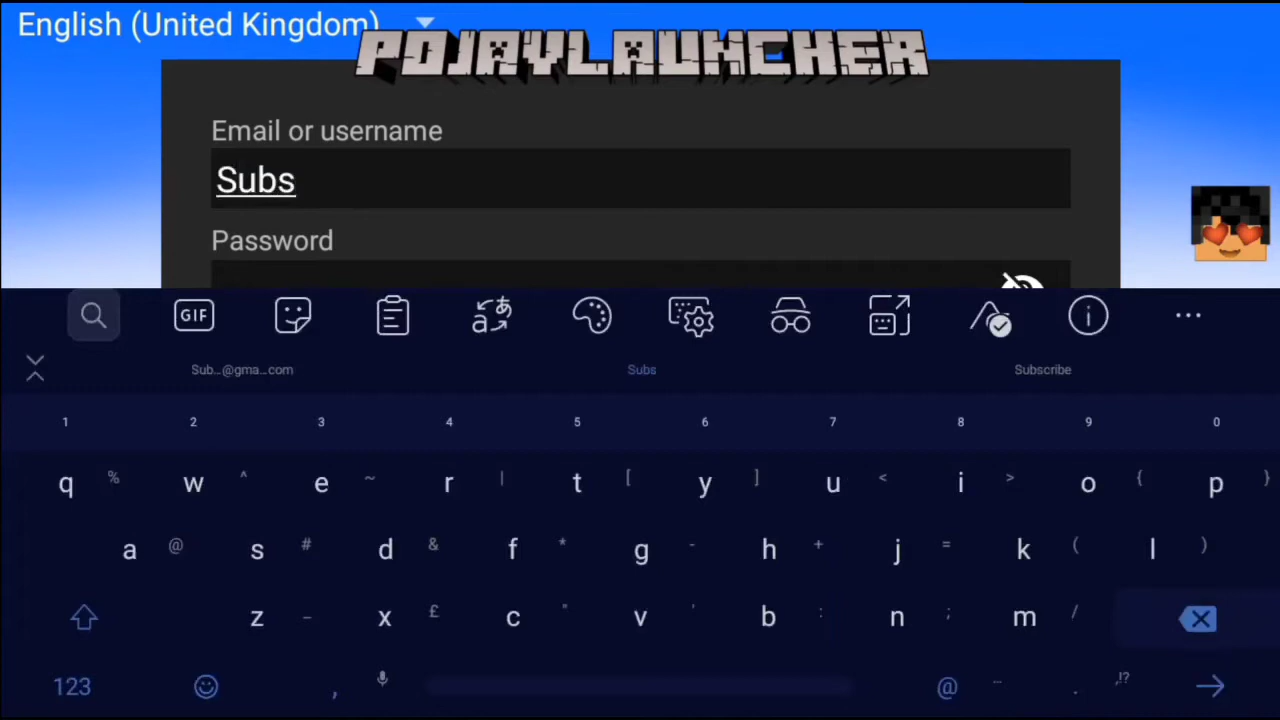 English (United Kingdom)
POJAVLAUNCHER
Email or username
Subs
Password
GIF
Sub...@gma...com Subs Subscribe
1 2 3 4 5 6 7 8 9 0
q % w ^ e ~ r | t [ y ] u < i > o { p }
a @ s # d & f * g - h + j = k ( l )
z _ x £ c " v ' b : n ; m /
123 , @ ... . ,!?